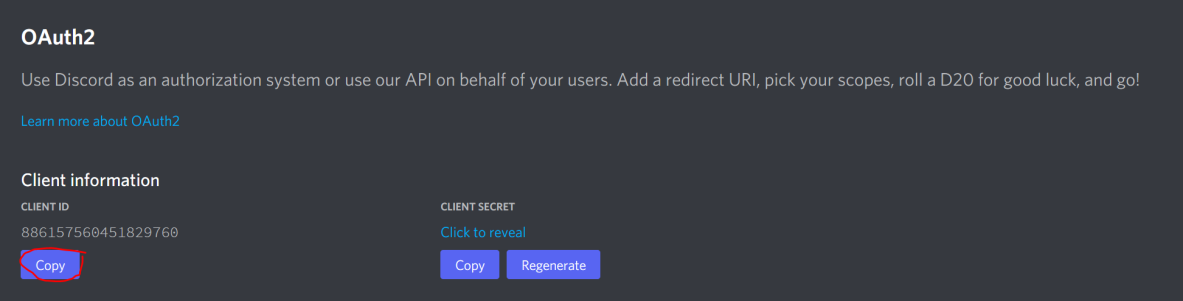 OAuth2
Use Discord as an authorization system or use our API on behalf of your users. Add a redirect URI, pick your scopes, roll a D20 for good luck, and go!
Learn more about OAuth2
Client information
CLIENT ID
886157560451829760
Copy
CLIENT SECRET
Click to reveal
Copy Regenerate